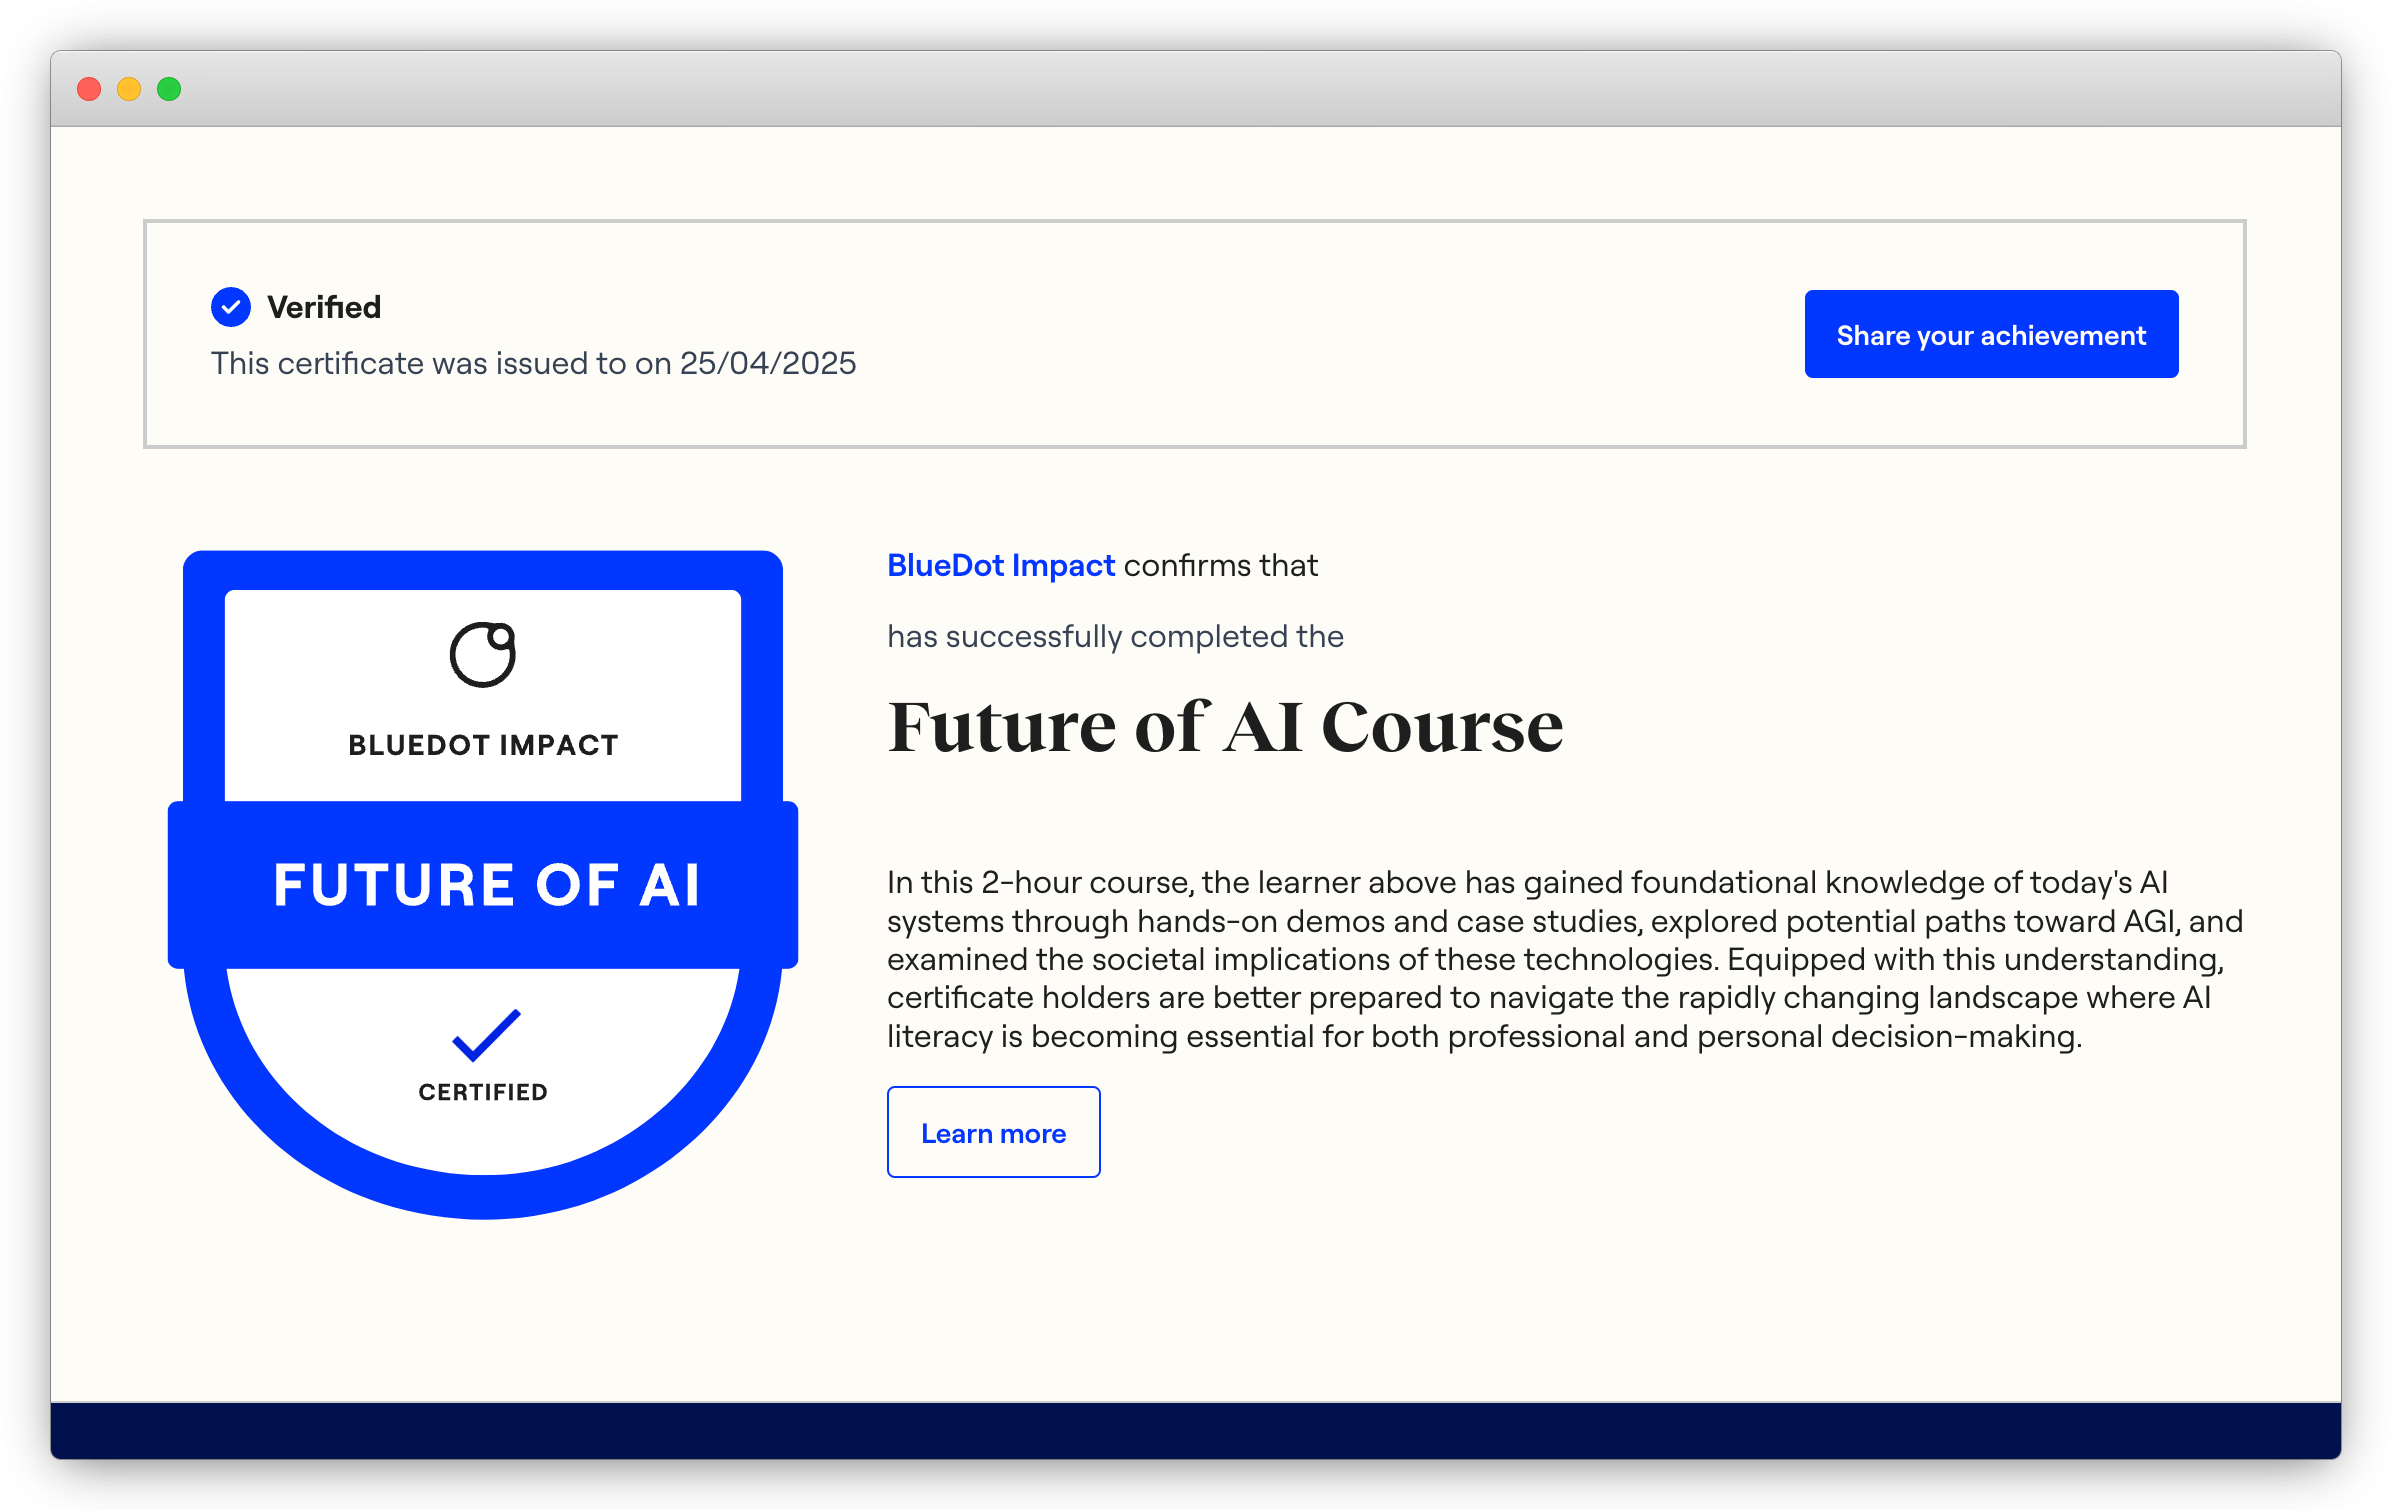 Verified
This certificate was issued to on 25/04/2025
Share your achievement
BLUEDOT IMPACT
FUTURE OF AI
CERTIFIED
BlueDot Impact confirms that
has successfully completed the
Future of AI Course
In this 2-hour course, the learner above has gained foundational knowledge of today's AI
systems through hands-on demos and case studies, explored potential paths toward AGI, and
examined the societal implications of these technologies. Equipped with this understanding,
certificate holders are better prepared to navigate the rapidly changing landscape where AI
literacy is becoming essential for both professional and personal decision-making.
Learn more